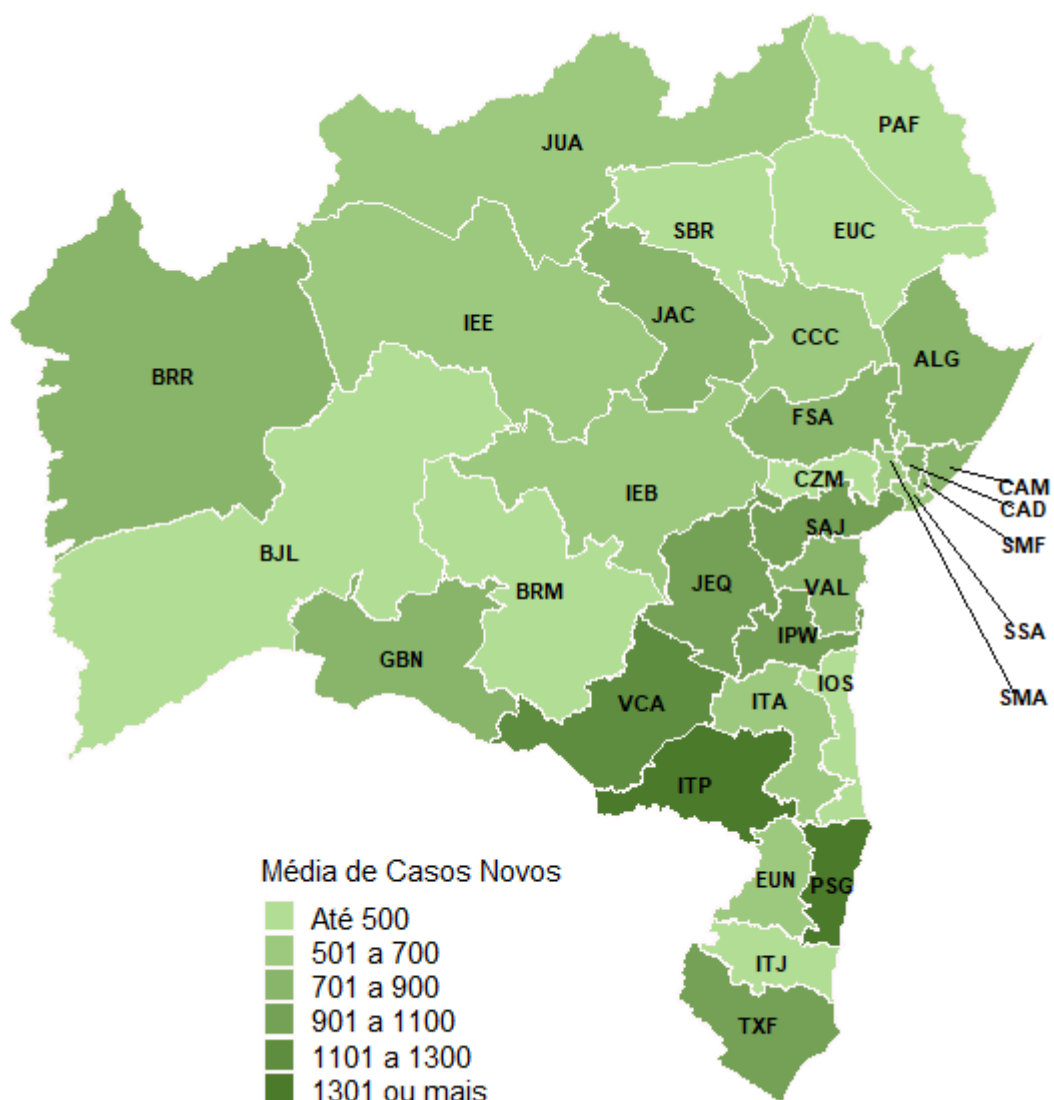 PAF
JUA
SBR
EUC
JAC
IEE
CCC
ALG
BRR
FSA
CZM
CAM
IEB
CAD
SAJ
SMF
BJL
JEQ
VAL
BRM
IPW
SSA
GBN
IOS
VCA
ITA
SMA
ITP
EUN
PSG
ITJ
TXF
Média de Casos Novos
Até 500
501 a 700
701 a 900
901 a 1100
1101 a 1300
1301 ou mais